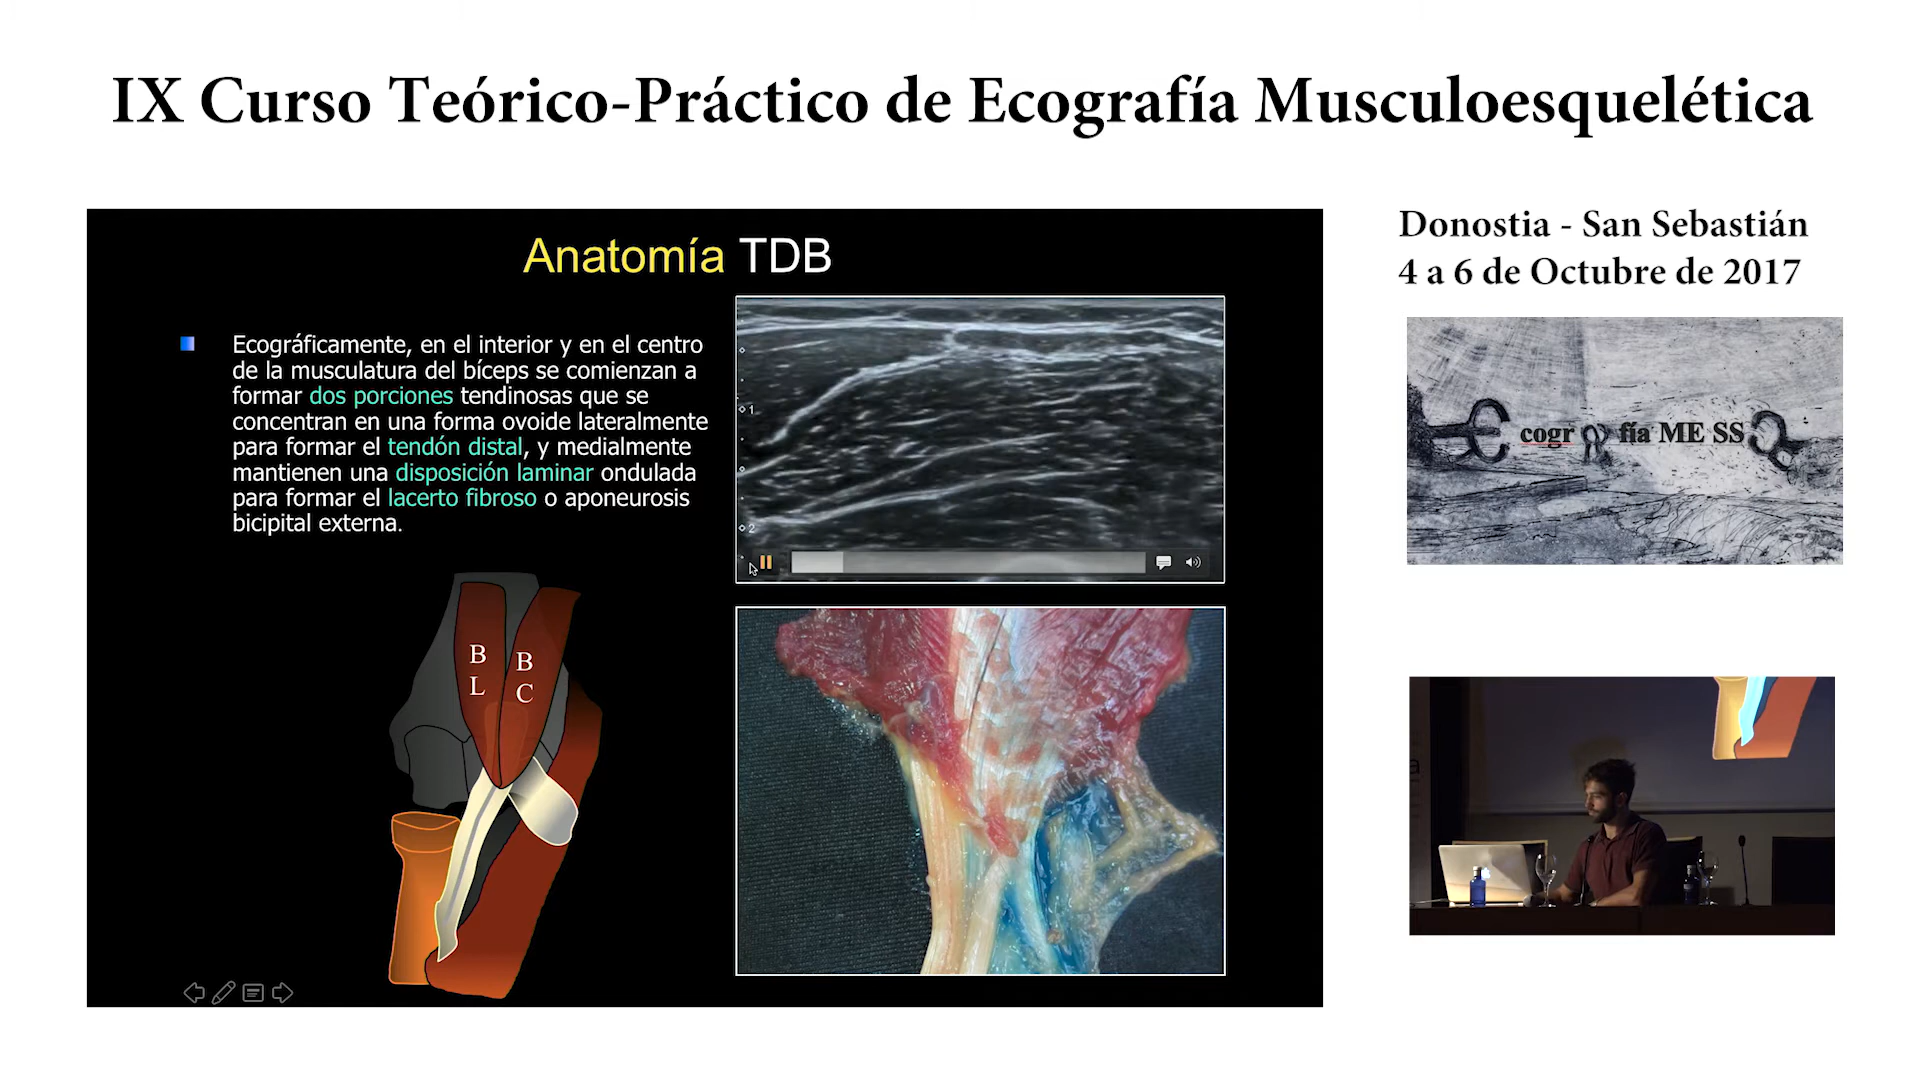 IX Curso Teórico-Práctico de Ecografía Musculoesquelética
Donostia - San Sebastián
4 a 6 de Octubre de 2017
Anatomía TDB
Ecográficamente, en el interior y en el centro
de la musculatura del bíceps se comienzan a
formar dos porciones tendinosas que se
concentran en una forma ovoide lateralmente
para formar el tendón distal, y medialmente
mantienen una disposición laminar ondulada
para formar el lacerto fibroso o aponeurosis
bicipital externa.
B
L
B
C
1
2
cogr fía ME SS